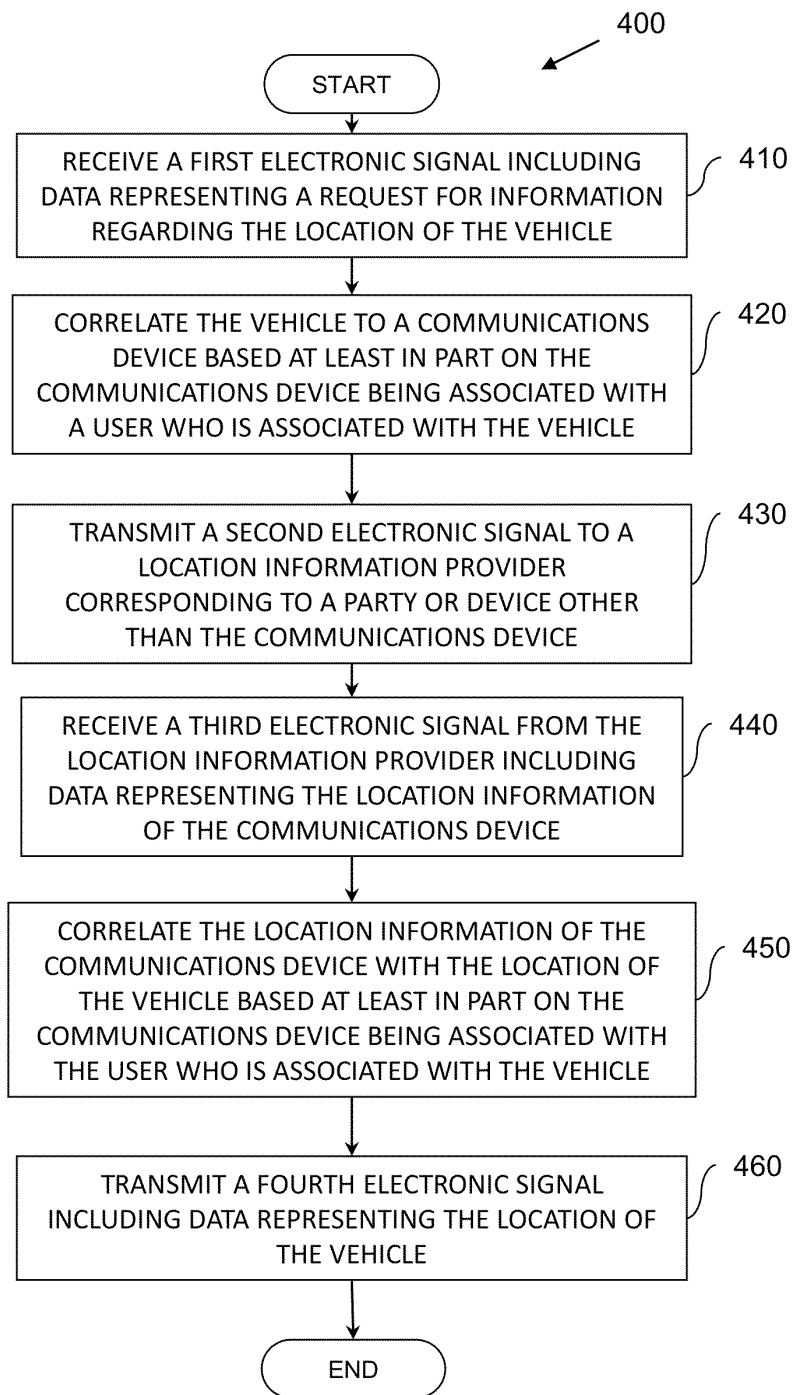 400
START
RECEIVE A FIRST ELECTRONIC SIGNAL INCLUDING
DATA REPRESENTING A REQUEST FOR INFORMATION
REGARDING THE LOCATION OF THE VEHICLE
410
CORRELATE THE VEHICLE TO A COMMUNICATIONS
DEVICE BASED AT LEAST IN PART ON THE
COMMUNICATIONS DEVICE BEING ASSOCIATED WITH
A USER WHO IS ASSOCIATED WITH THE VEHICLE
420
TRANSMIT A SECOND ELECTRONIC SIGNAL TO A
LOCATION INFORMATION PROVIDER
CORRESPONDING TO A PARTY OR DEVICE OTHER
THAN THE COMMUNICATIONS DEVICE
430
RECEIVE A THIRD ELECTRONIC SIGNAL FROM THE
LOCATION INFORMATION PROVIDER INCLUDING
DATA REPRESENTING THE LOCATION INFORMATION
OF THE COMMUNICATIONS DEVICE
440
CORRELATE THE LOCATION INFORMATION OF THE
COMMUNICATIONS DEVICE WITH THE LOCATION OF
THE VEHICLE BASED AT LEAST IN PART ON THE
COMMUNICATIONS DEVICE BEING ASSOCIATED WITH
THE USER WHO IS ASSOCIATED WITH THE VEHICLE
450
TRANSMIT A FOURTH ELECTRONIC SIGNAL
INCLUDING DATA REPRESENTING THE LOCATION OF
THE VEHICLE
460
END